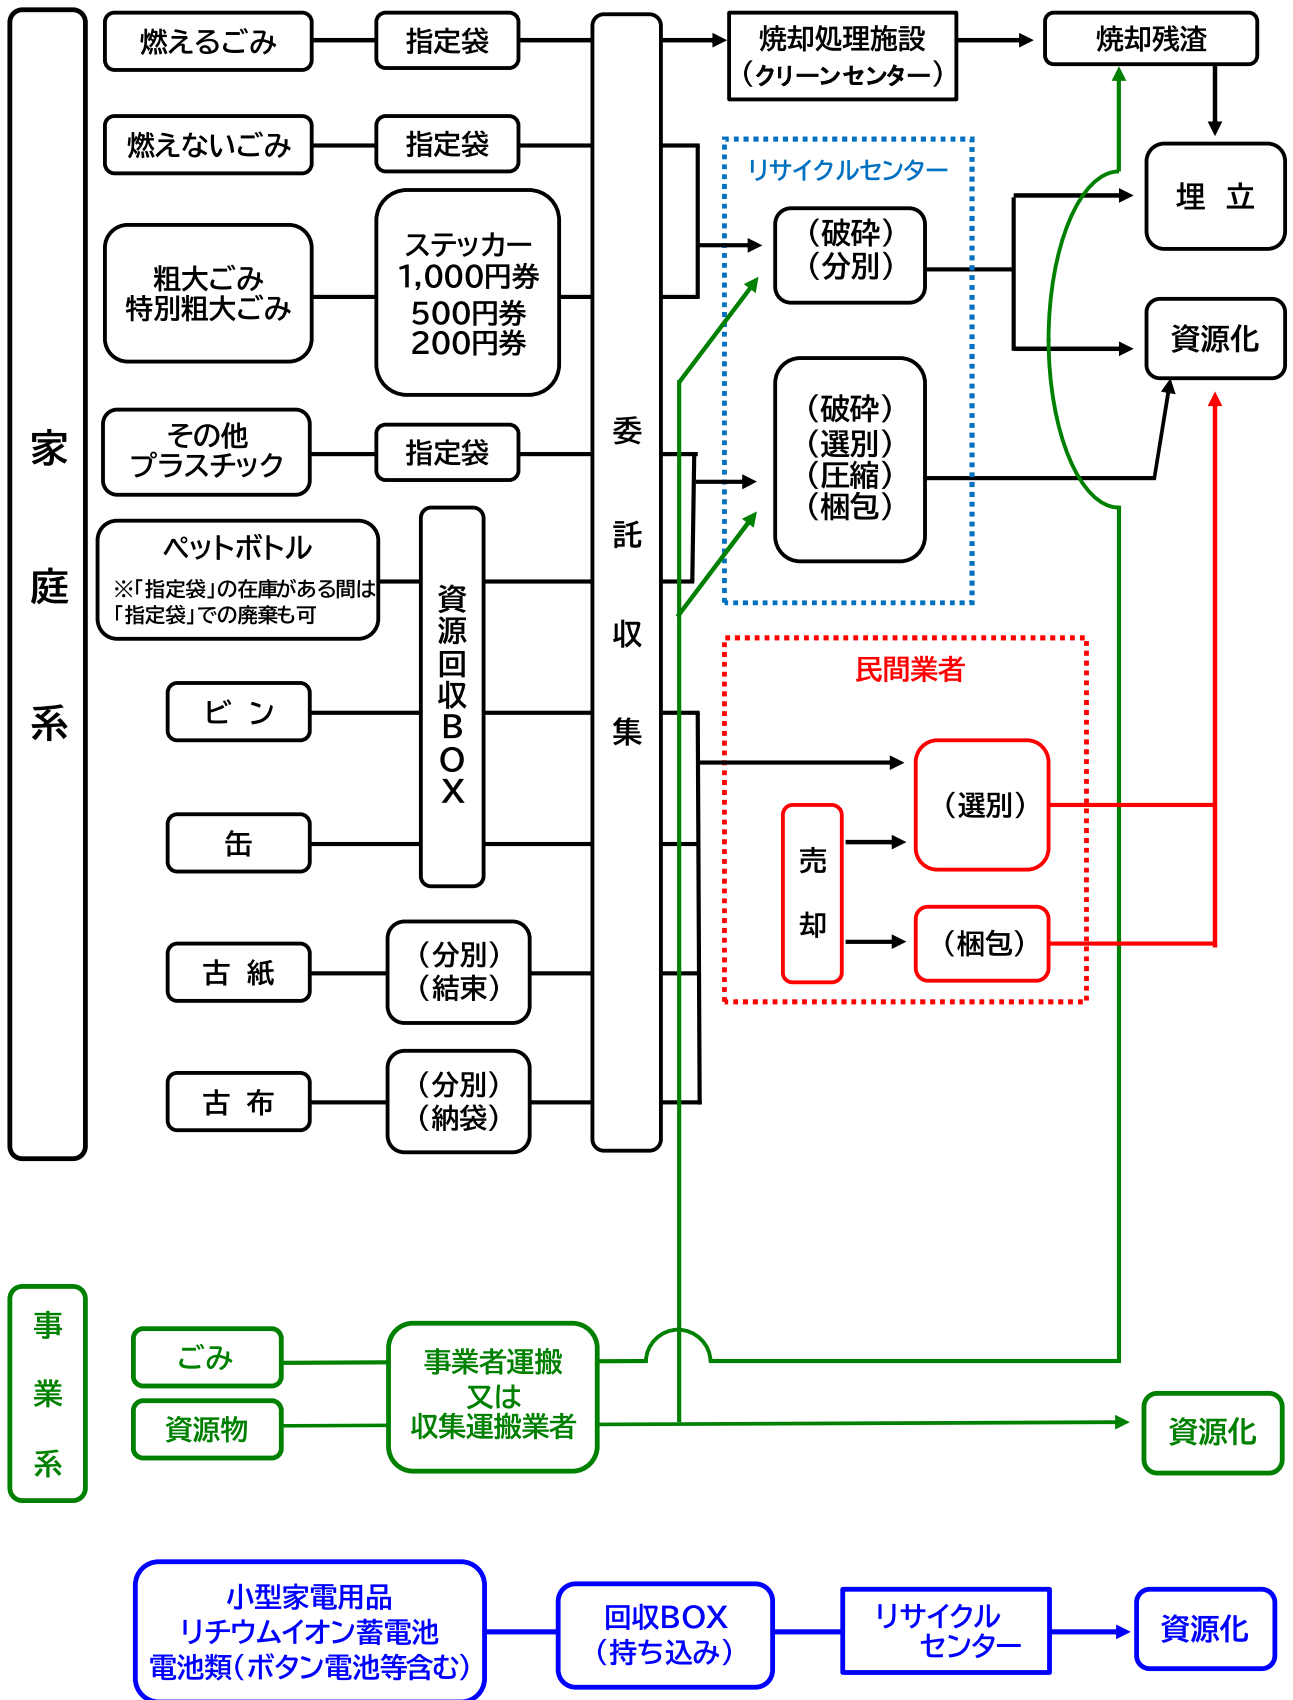 家庭系
燃えるごみ
指定袋
燃えないごみ
指定袋
粗大ごみ
特別粗大ごみ
ステッカー
1,000円券
500円券
200円券
その他
プラスチック
指定袋
ペットボトル
※「指定袋」の在庫がある間は
「指定袋」での廃棄も可
資源回収BOX
ビン
缶
古紙
（分別）
（結束）
古布
（分別）
（納袋）
委託収集
焼却処理施設
（クリーンセンター）
焼却残渣
リサイクルセンター
（破砕）
（分別）
（破砕）
（選別）
（圧縮）
（梱包）
埋立
資源化
民間業者
売却
（選別）
（梱包）
事業系
ごみ
資源物
事業者運搬
又は
収集運搬業者
資源化
小型家電用品
リチウムイオン蓄電池
電池類（ボタン電池等含む）
回収BOX
（持ち込み）
リサイクル
センター
資源化